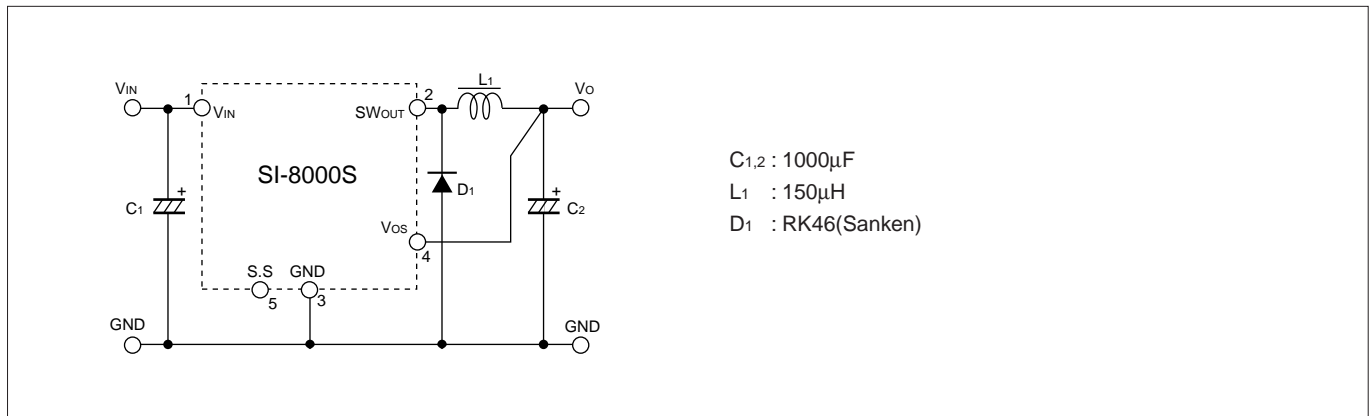 VIN
1
VIN
SWOUT
2
L1
VO
SI-8000S
C1
+
D1
+
C2
VOS
4
S.S
5
GND
3
GND
GND
C1,2 : 1000μF
L1 : 150μH
D1 : RK46(Sanken)